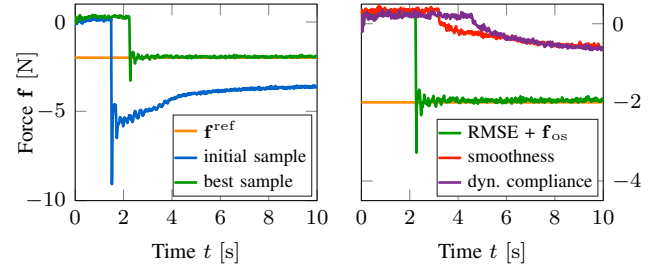 0
−5
−10
Force f [N]
f^ref
initial sample
best sample
0 2 4 6 8 10
Time t [s]
0
−2
−4
RMSE + f_os
smoothness
dyn. compliance
0 2 4 6 8 10
Time t [s]